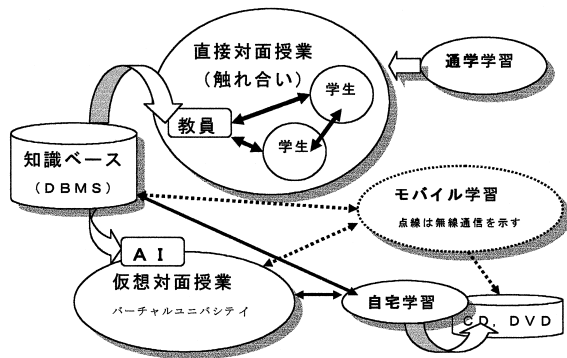 直接対面授業
（触れ合い）
通学学習
学生
教員
学生
知識ベース
（ＤＢＭＳ）
モバイル学習
点線は無線通信を示す
ＡＩ
仮想対面授業
バーチャルユニバシテイ
自宅学習
ＣＤ，ＤＶＤ